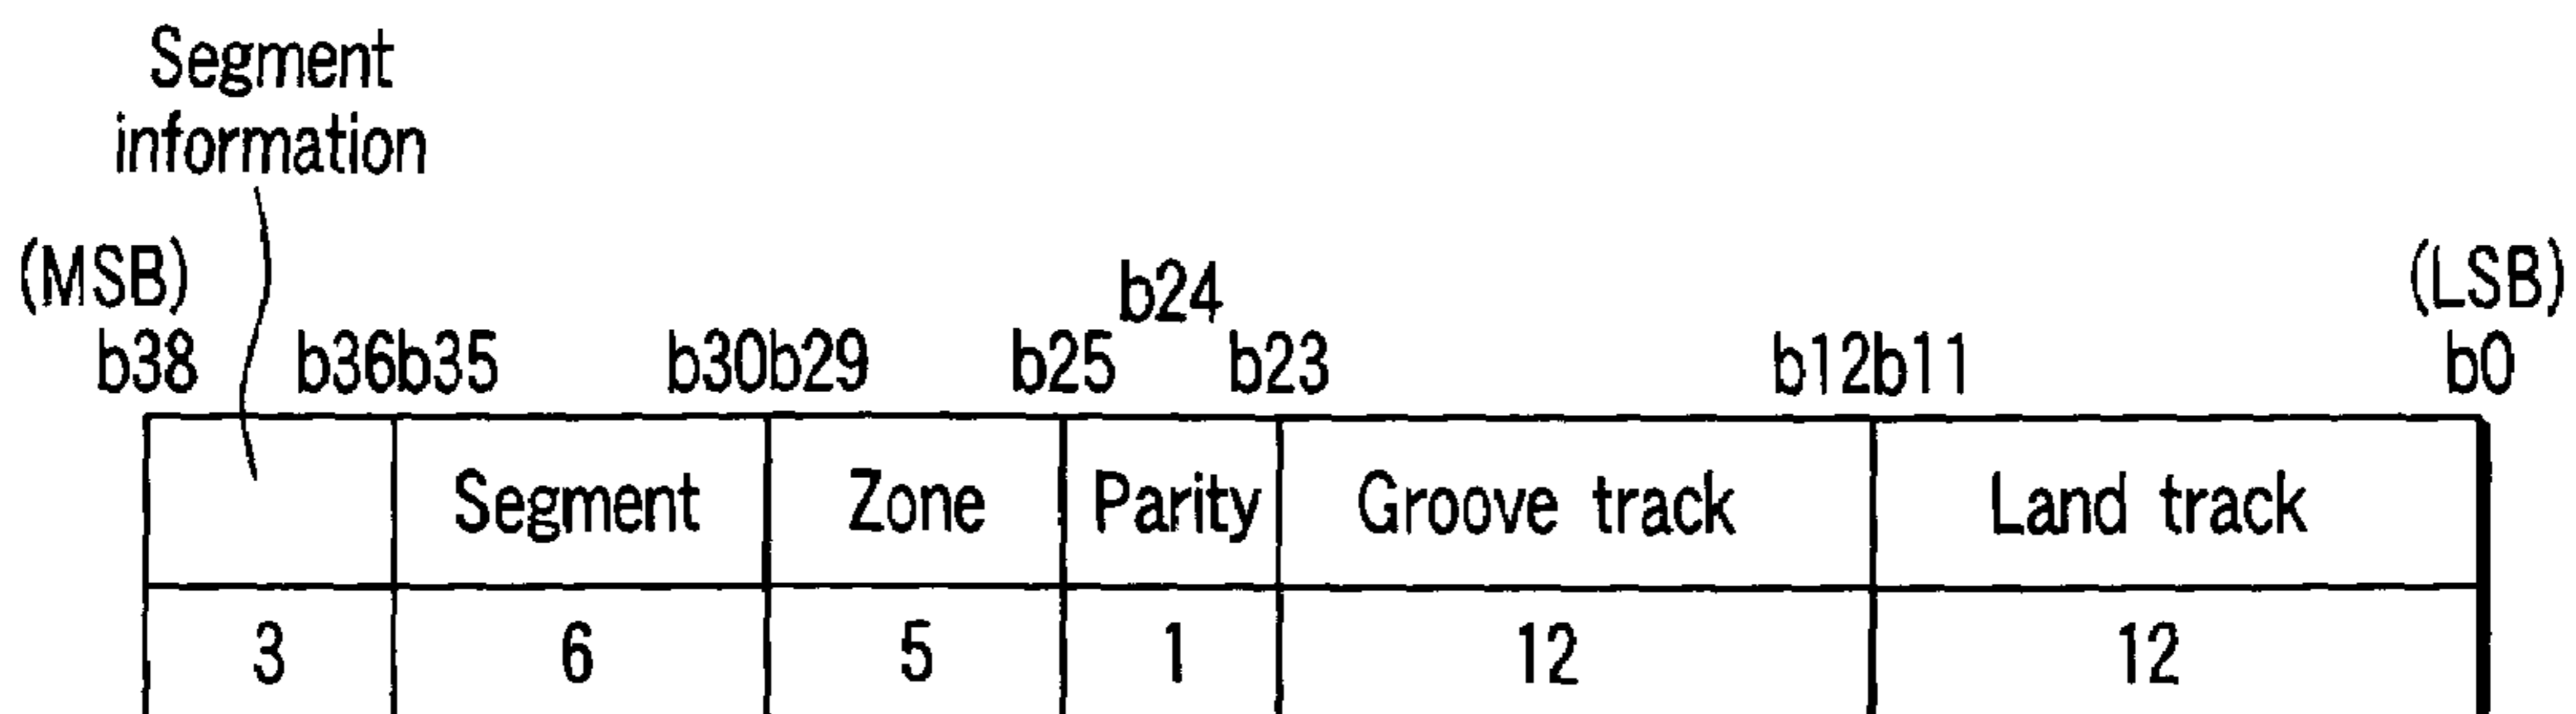 Segment
information
(MSB)
b24
(LSB)
b38 b36b35 b30b29 b25 b23 b12b11 b0
Segment Zone Parity Groove track Land track
3 6 5 1 12 12